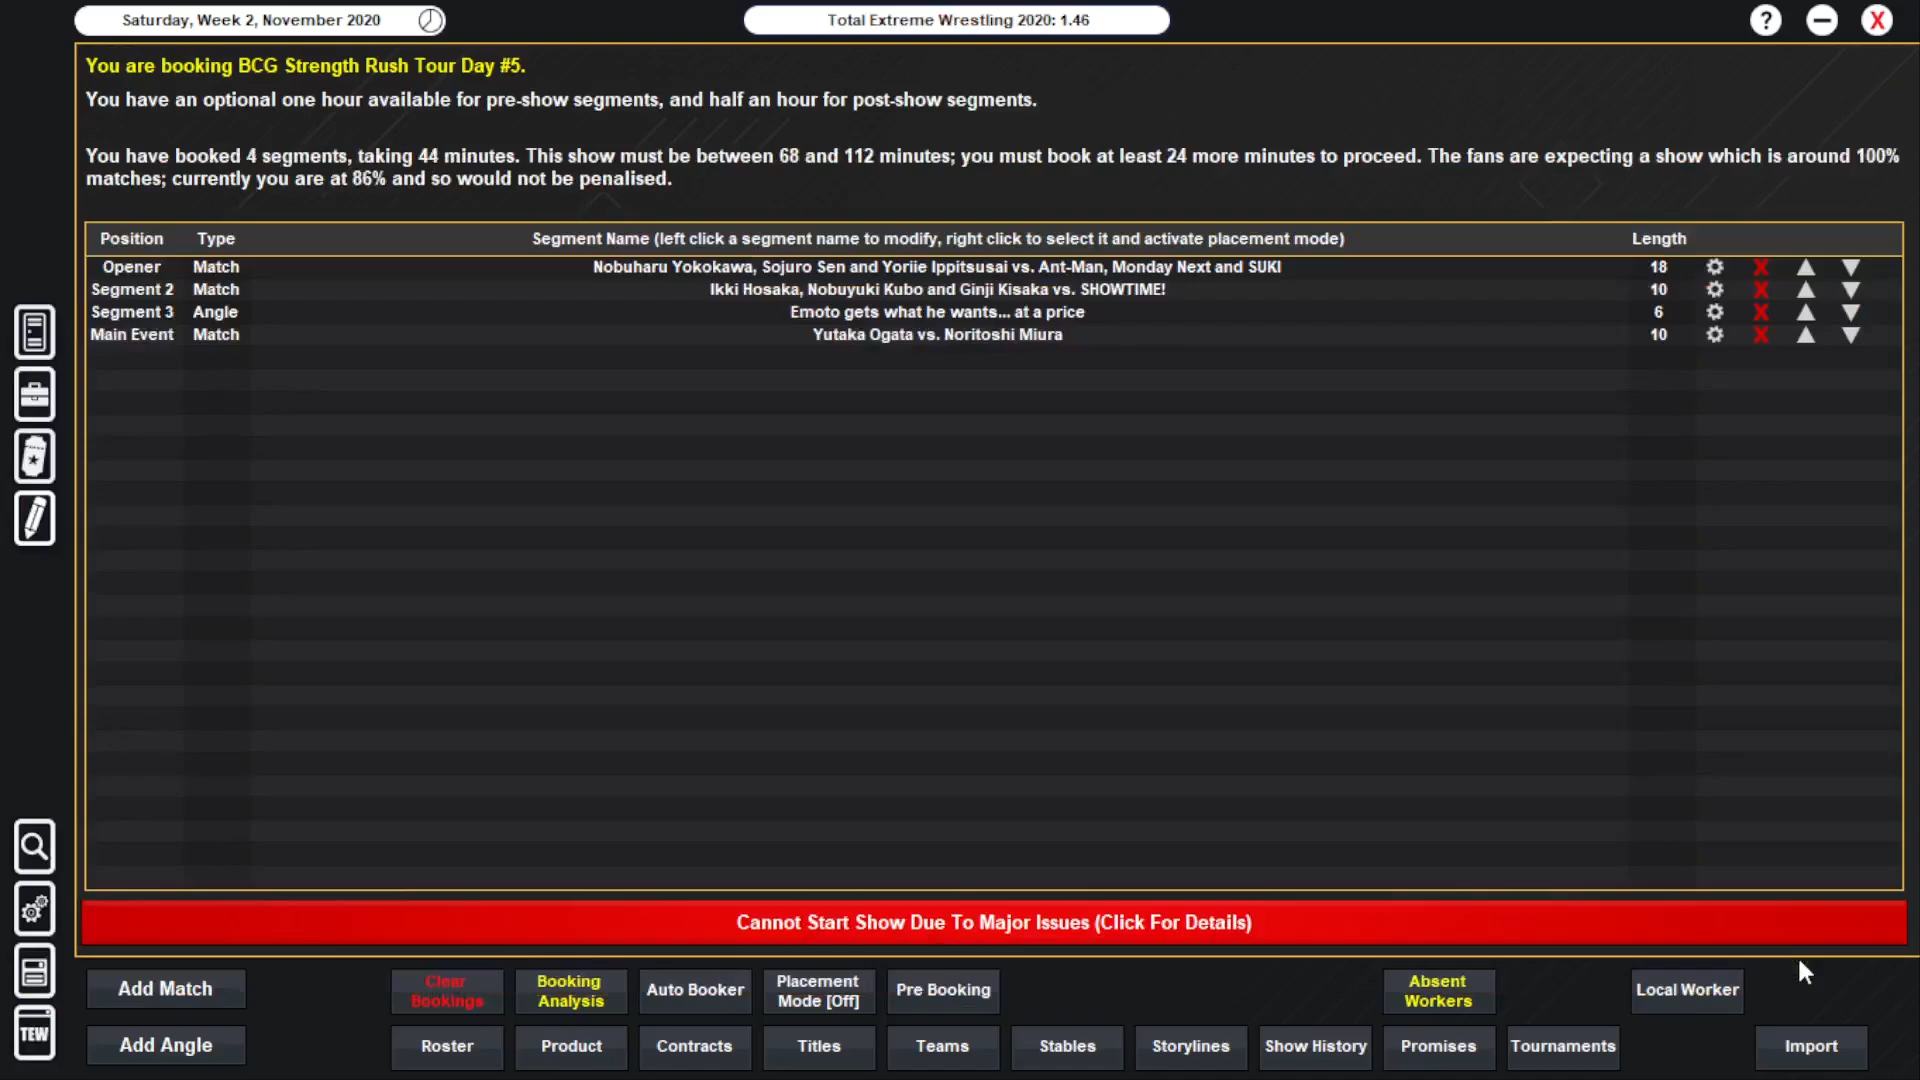 Saturday, Week 2, November 2020
Total Extreme Wrestling 2020: 1.46
?
X
You are booking BCG Strength Rush Tour Day #5.
You have an optional one hour available for pre-show segments, and half an hour for post-show segments.
You have booked 4 segments, taking 44 minutes. This show must be between 68 and 112 minutes; you must book at least 24 more minutes to proceed. The fans are expecting a show which is around 100%
matches; currently you are at 86% and so would not be penalised.
Position Type Segment Name (left click a segment name to modify, right click to select it and activate placement mode) Length
Opener Match Nobuharu Yokokawa, Sojuro Sen and Yoriie Ippitsusai vs. Ant-Man, Monday Next and SUKI 18 X
Segment 2 Match Ikki Hosaka, Nobuyuki Kubo and Ginji Kisaka vs. SHOWTIME! 10 X
Segment 3 Angle Emoto gets what he wants... at a price 6 X
Main Event Match Yutaka Ogata vs. Noritoshi Miura 10 X
Cannot Start Show Due To Major Issues (Click For Details)
Add Match
Clear
Bookings
Booking
Analysis
Auto Booker
Placement
Mode [Off]
Pre Booking
Absent
Workers
Local Worker
TEW
Add Angle
Roster
Product
Contracts
Titles
Teams
Stables
Storylines
Show History
Promises
Tournaments
Import